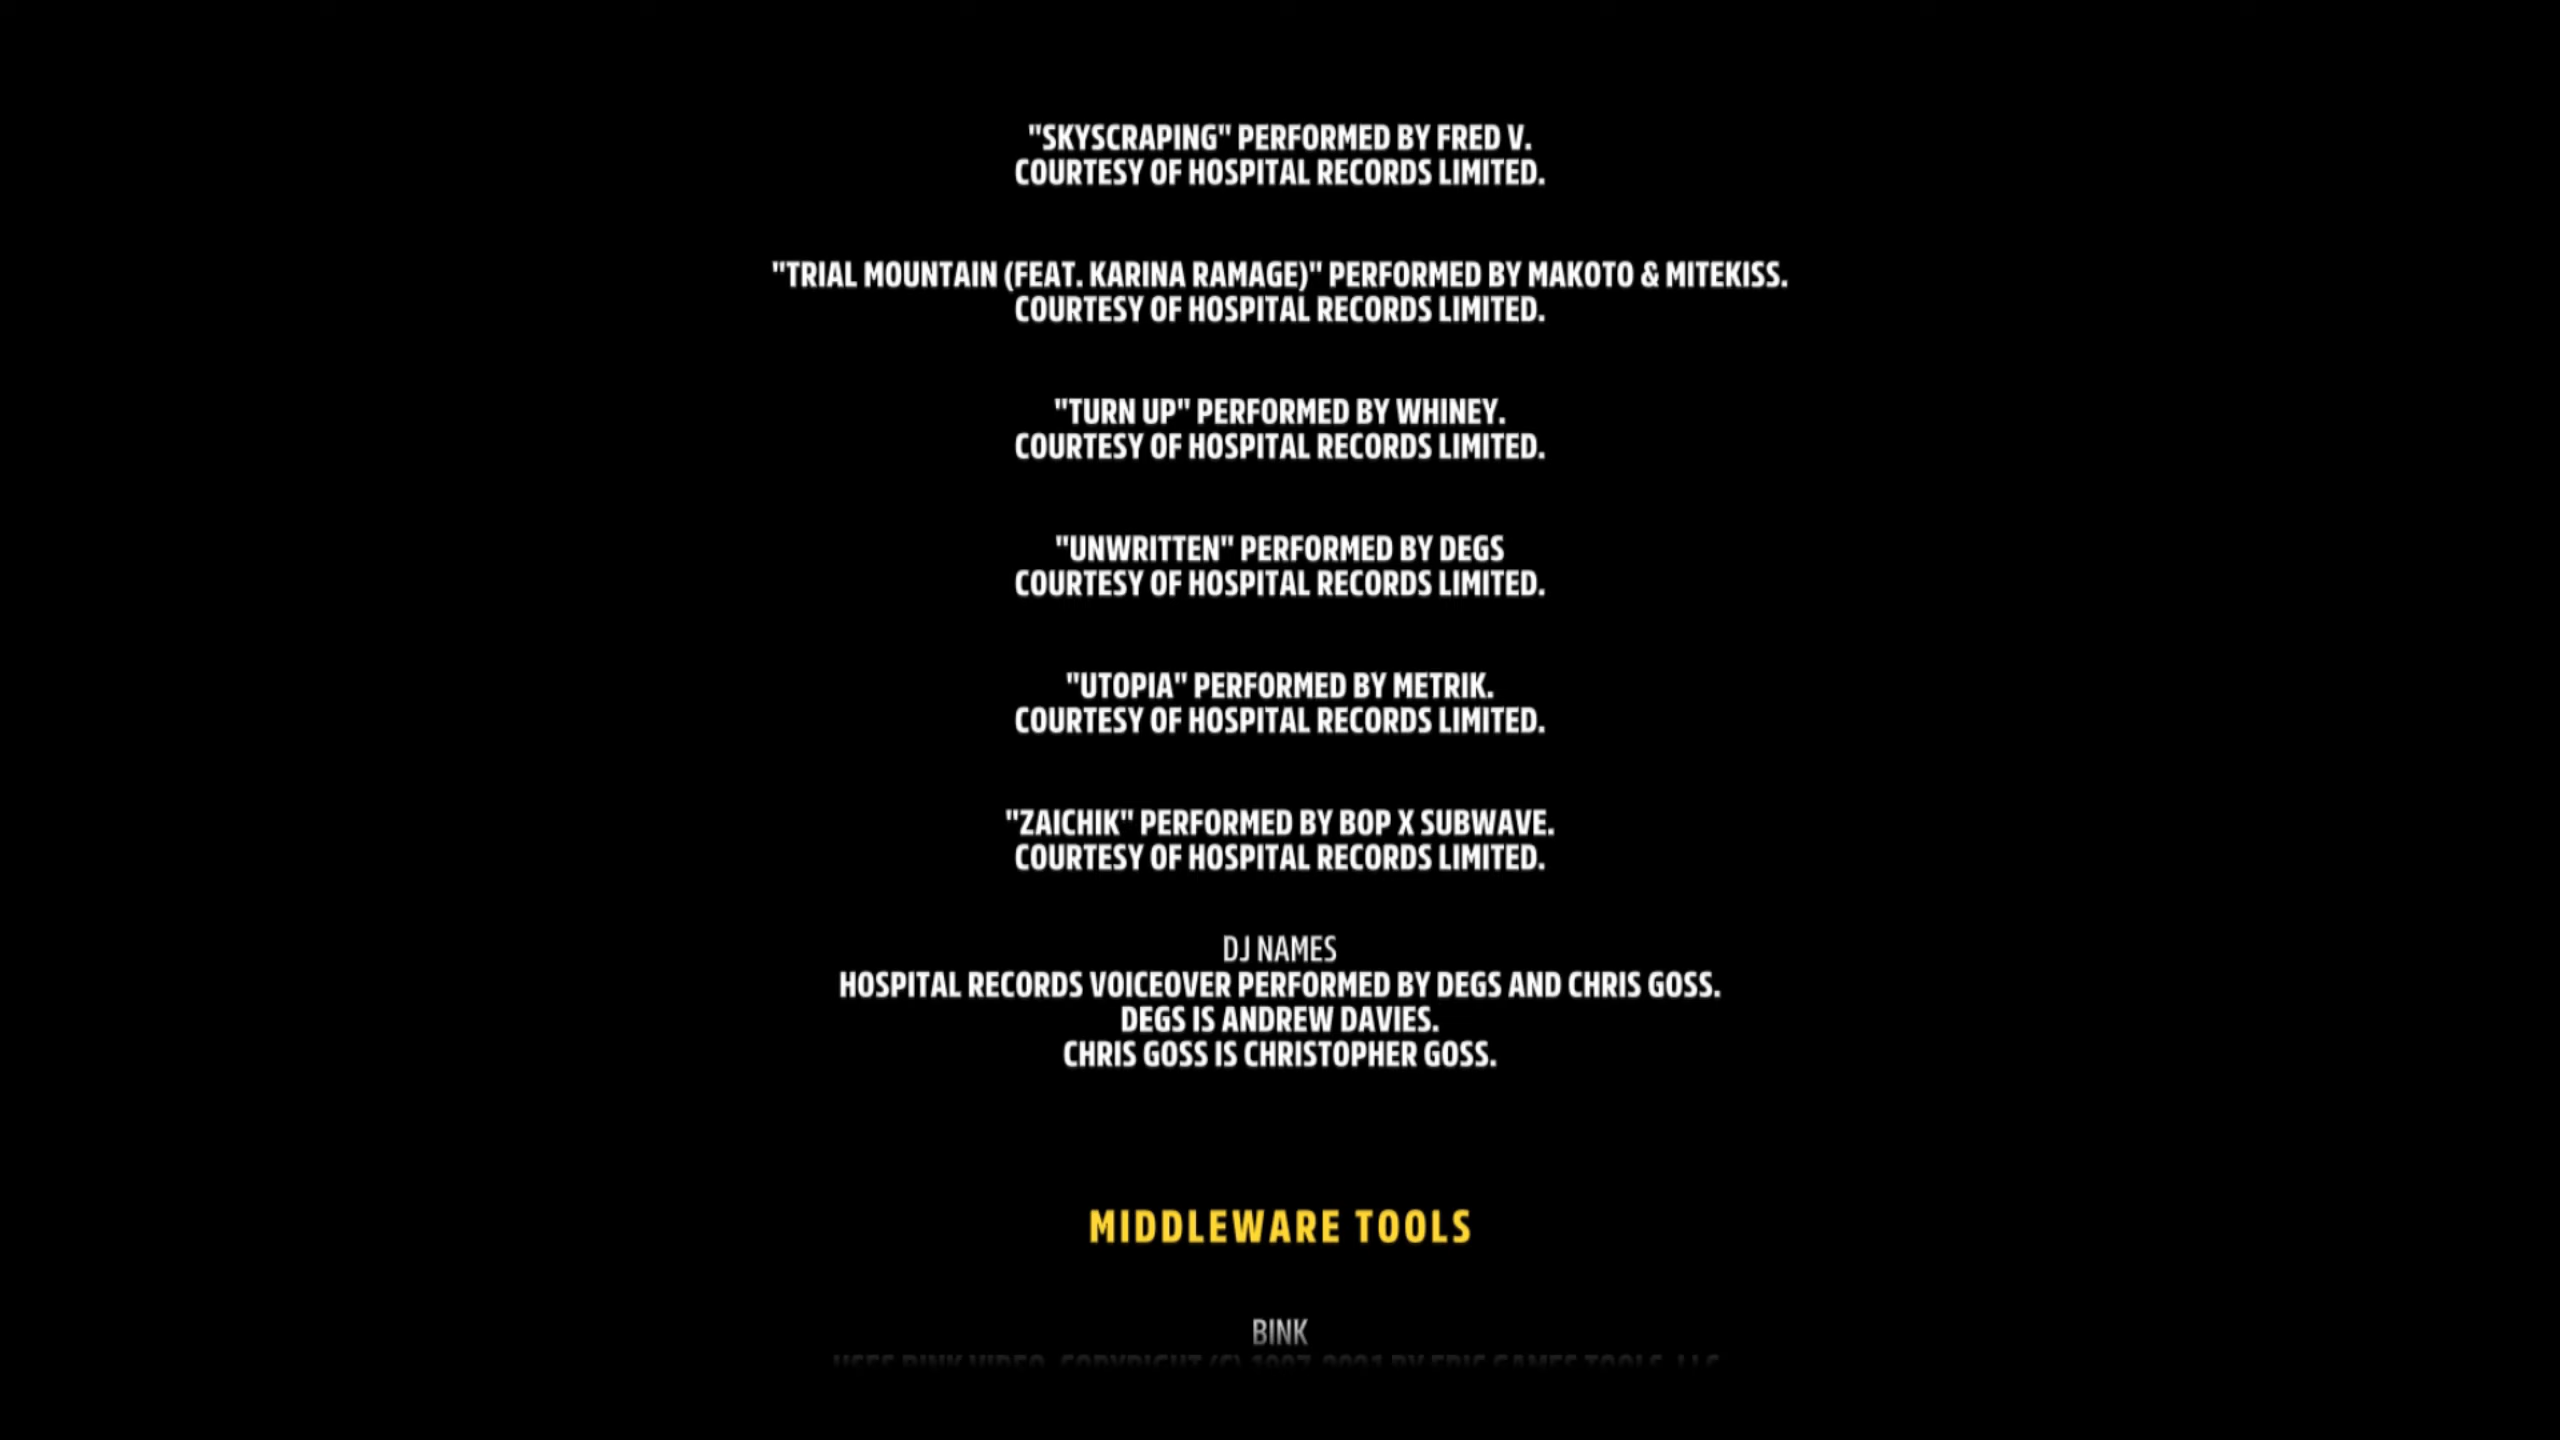 "SKYSCRAPING" PERFORMED BY FRED V.
COURTESY OF HOSPITAL RECORDS LIMITED.
"TRIAL MOUNTAIN (FEAT. KARINA RAMAGE)" PERFORMED BY MAKOTO & MITEKISS.
COURTESY OF HOSPITAL RECORDS LIMITED.
"TURN UP" PERFORMED BY WHINEY.
COURTESY OF HOSPITAL RECORDS LIMITED.
"UNWRITTEN" PERFORMED BY DEGS
COURTESY OF HOSPITAL RECORDS LIMITED.
"UTOPIA" PERFORMED BY METRIK.
COURTESY OF HOSPITAL RECORDS LIMITED.
"ZAICHIK" PERFORMED BY BOP X SUBWAVE.
COURTESY OF HOSPITAL RECORDS LIMITED.
DJ NAMES
HOSPITAL RECORDS VOICEOVER PERFORMED BY DEGS AND CHRIS GOSS.
DEGS IS ANDREW DAVIES.
CHRIS GOSS IS CHRISTOPHER GOSS.
MIDDLEWARE TOOLS
BINK